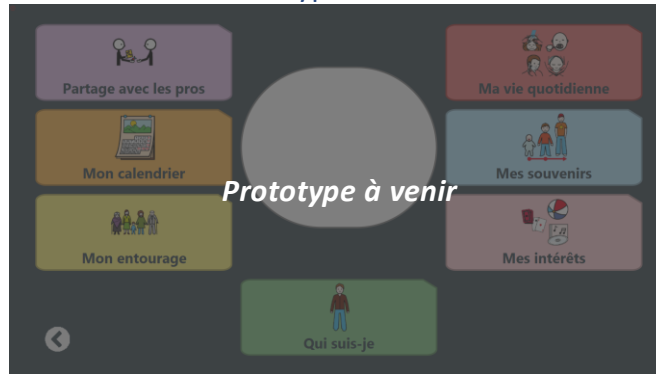 Partage avec les pros
Ma vie quotidienne
Mon calendrier
Mes souvenirs
Prototype à venir
Mon entourage
Mes intérêts
Qui suis-je